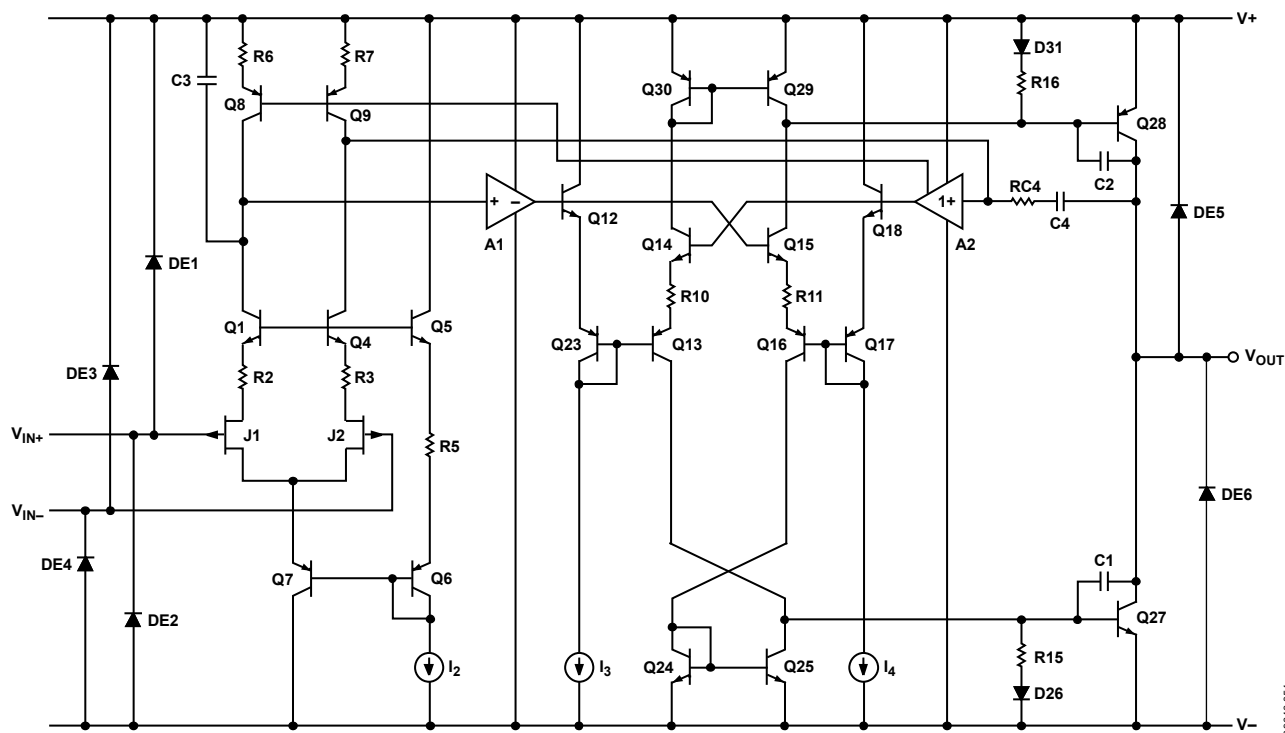 V+
R6
R7
D31
C3
Q30
Q29
R16
Q8
Q9
Q28
C2
+
−
1+
RC4
C4
Q12
Q18
DE5
A1
A2
Q14
Q15
DE1
R10
R11
Q1
Q4
Q5
Q23
Q13
Q16
Q17
VOUT
DE3
R2
R3
VIN+
J1
J2
R5
DE6
VIN–
DE4
Q7
Q6
C1
DE2
Q27
I2
I3
Q24
Q25
I4
R15
D26
V–